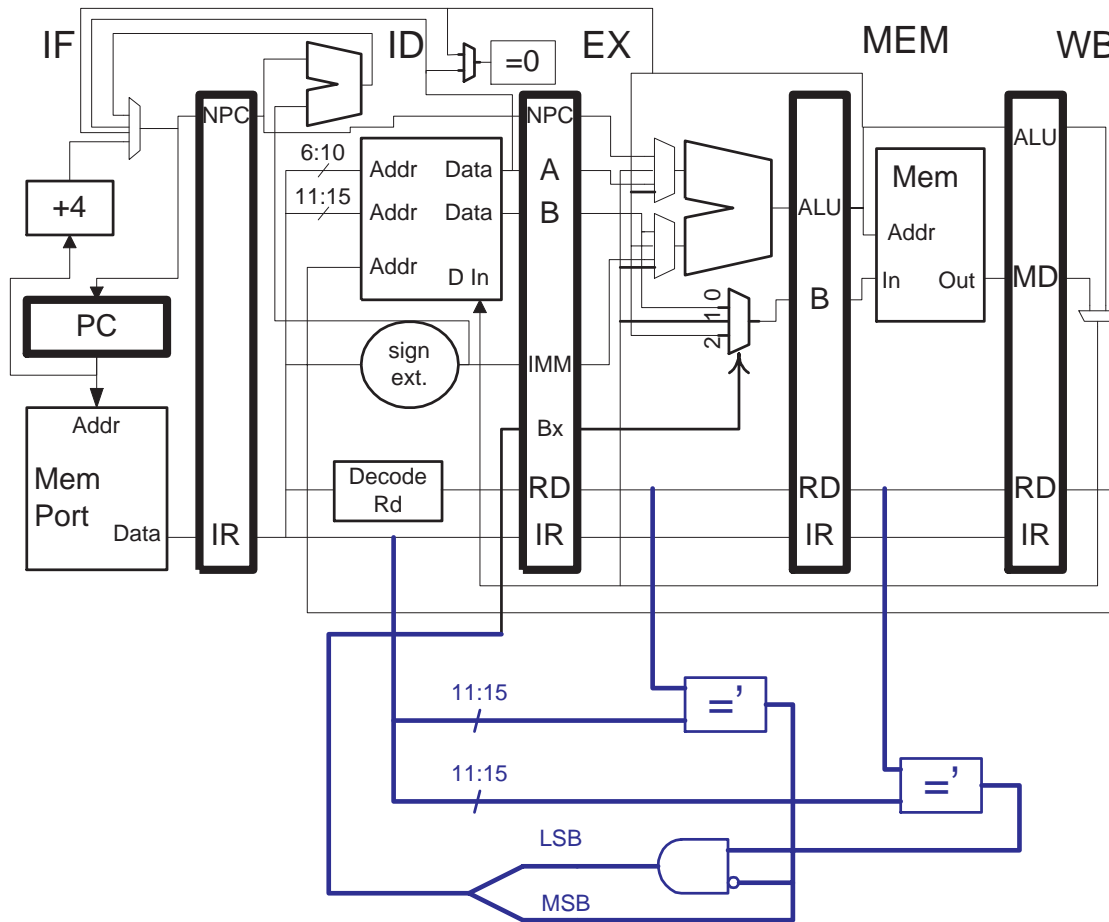 IF
ID
EX
MEM
WB
=0
NPC
NPC
ALU
6:10
Addr
Data
A
Mem
11:15
Addr
Data
B
ALU
+4
Addr
Addr
D In
In
Out
MD
B
0
1
2
PC
sign
ext.
IMM
Addr
Bx
Mem
Port
Decode
Rd
RD
RD
RD
Data
IR
IR
IR
IR
11:15
='
11:15
='
LSB
MSB